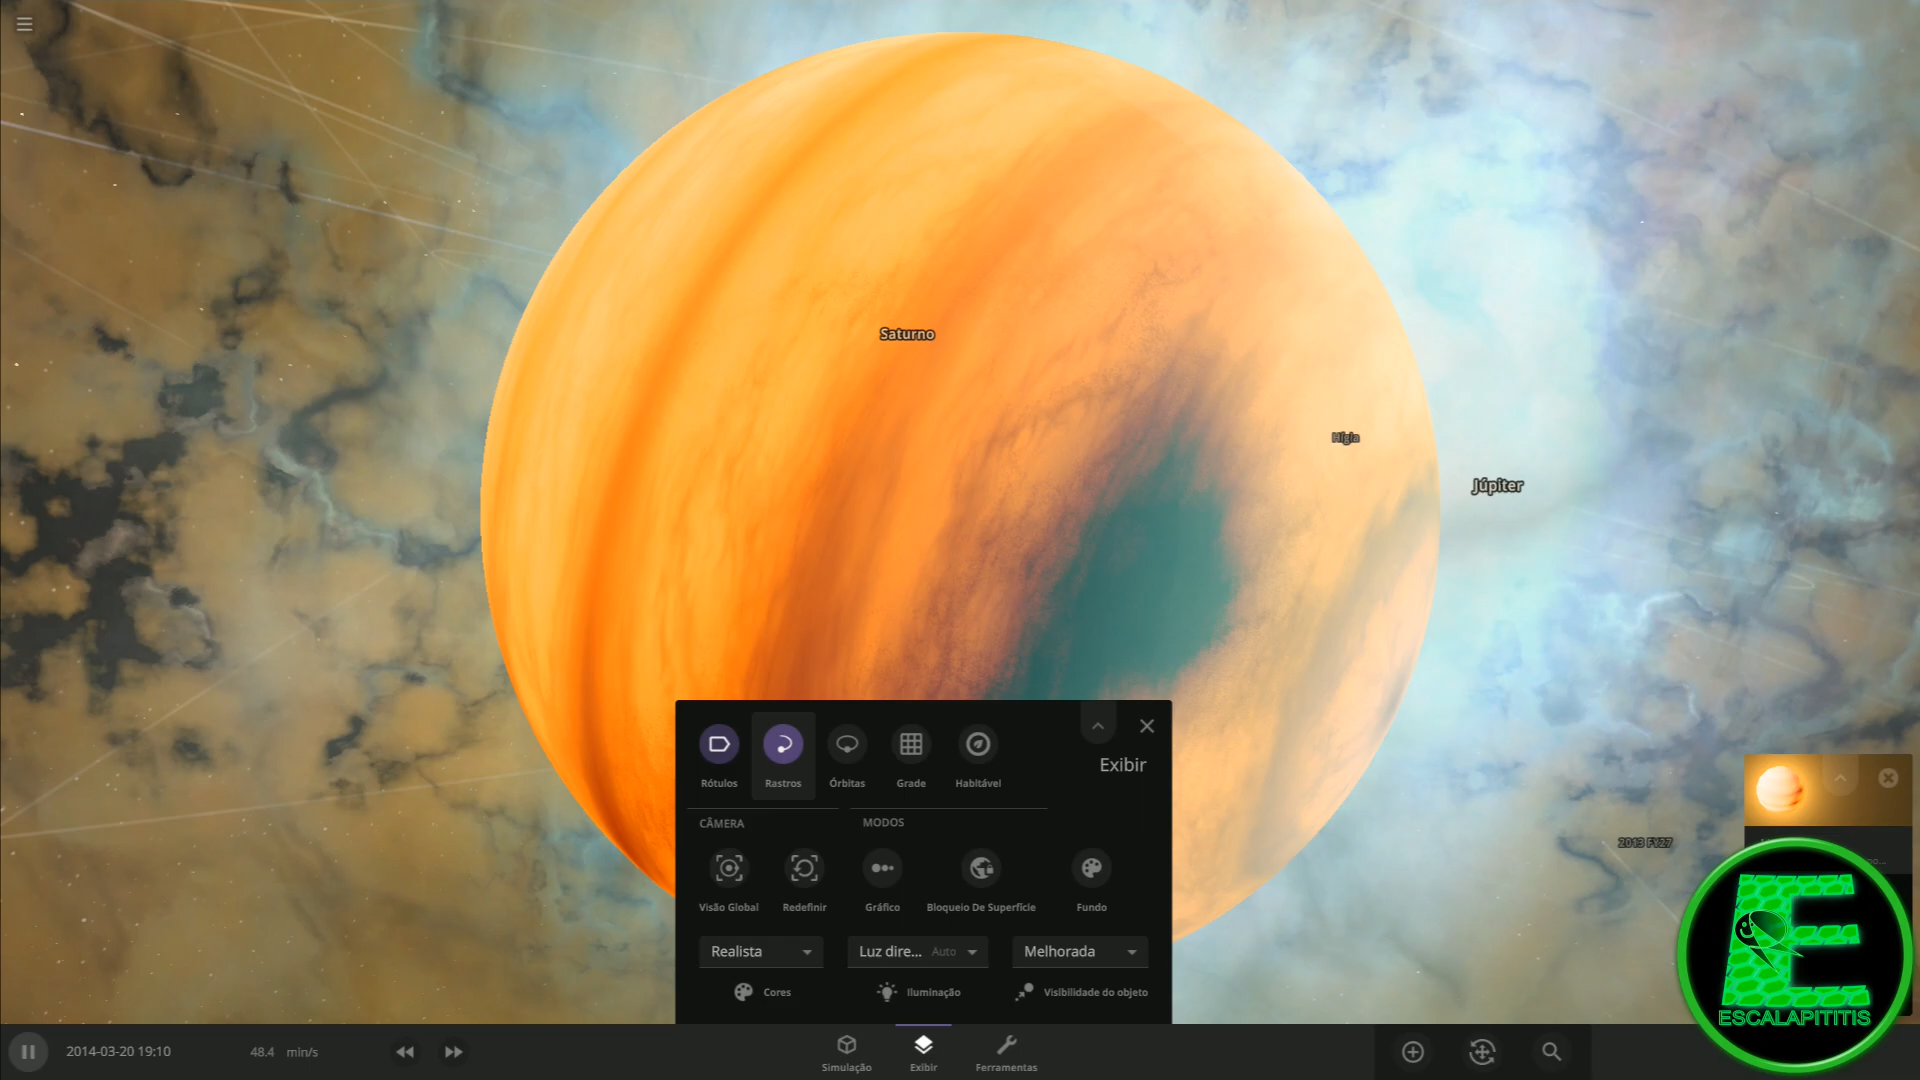 Saturno
Hígia
Júpiter
Rótulos
Rastros
Órbitas
Grade
Habitável
Exibir
CÂMERA
MODOS
Visão Global
Redefinir
Gráfico
Bloqueio De Superfície
Fundo
Realista
Luz dire... Auto
Melhorada
Cores
Iluminação
Visibilidade do objeto
2013 FY27
ESCALAPITITIS
2014-03-20 19:10
48.4 min/s
Simulação
Exibir
Ferramentas